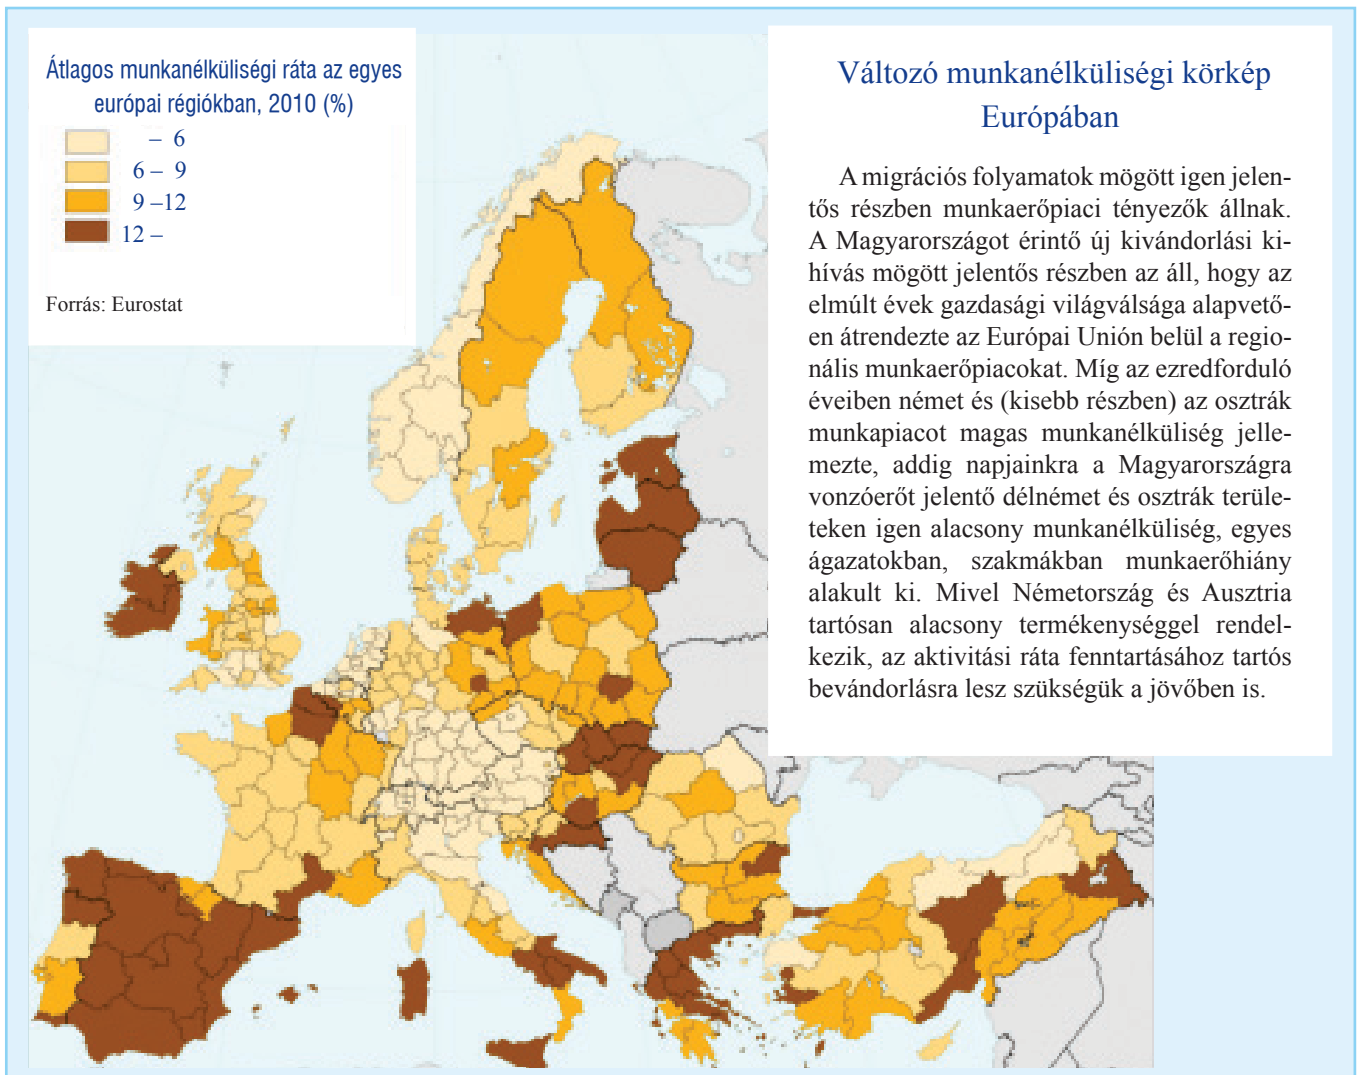 Átlagos munkanélküliségi ráta az egyes
európai régiókban, 2010 (%)
– 6
6 – 9
9 –12
12 –
Forrás: Eurostat
Változó munkanélküliségi körkép
Európában
A migrációs folyamatok mögött igen jelen-
tős részben munkaerőpiaci tényezők állnak.
A Magyarországot érintő új kivándorlási ki-
hívás mögött jelentős részben az áll, hogy az
elmúlt évek gazdasági világválsága alapvető-
en átrendezte az Európai Unión belül a regio-
nális munkaerőpiacokat. Míg az ezredforduló
éveiben német és (kisebb részben) az osztrák
munkapiacot magas munkanélküliség jelle-
mezte, addig napjainkra a Magyarországra
vonzóerőt jelentő délnémet és osztrák terüle-
teken igen alacsony munkanélküliség, egyes
ágazatokban, szakmákban munkaerőhiány
alakult ki. Mivel Németország és Ausztria
tartósan alacsony termékenységgel rendel-
kezik, az aktivitási ráta fenntartásához tartós
bevándorlásra lesz szükségük a jövőben is.